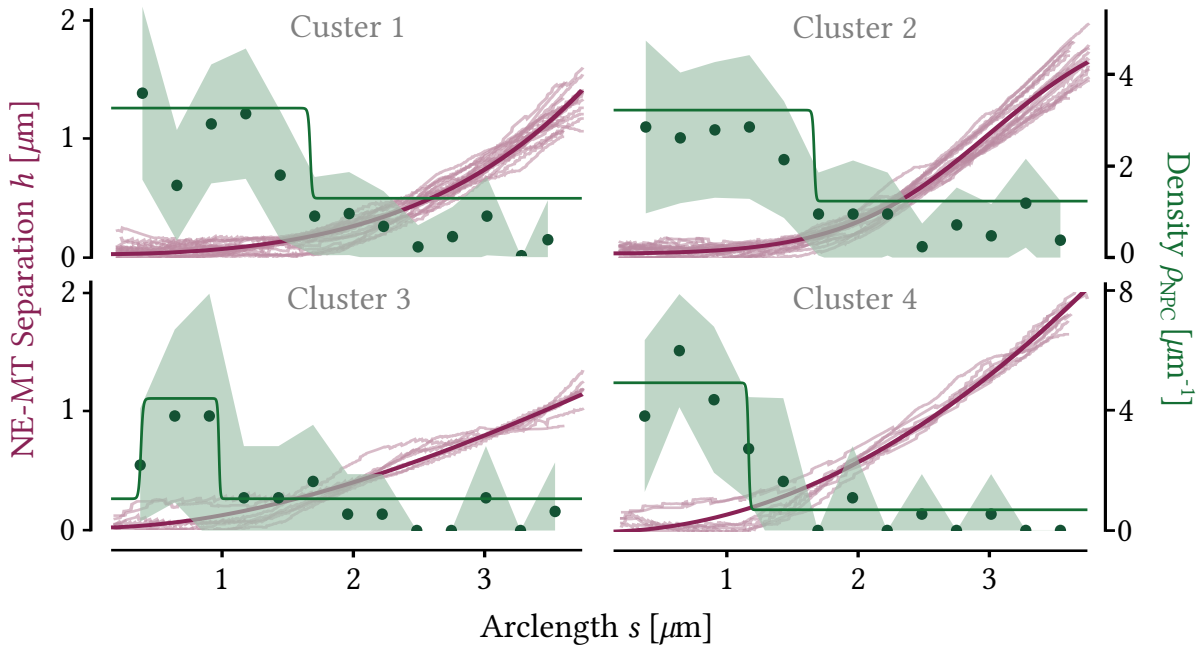 2
1
0
NE-MT Separation h [μm]
Custer 1
Cluster 2
4
2
0
Density ρNPC [μm-1]
2
1
0
Cluster 3
Cluster 4
8
4
0
1
2
3
1
2
3
Arclength s [μm]